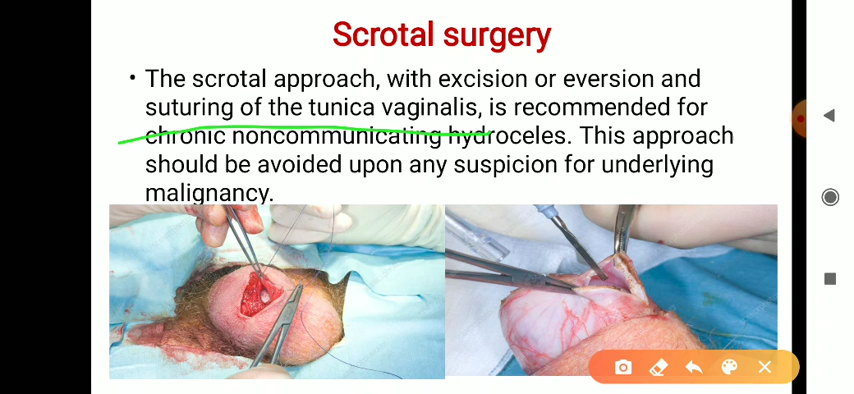 Scrotal surgery
• The scrotal approach, with excision or eversion and
suturing of the tunica vaginalis, is recommended for
chronic noncommunicating hydroceles. This approach
should be avoided upon any suspicion for underlying
malignancy.